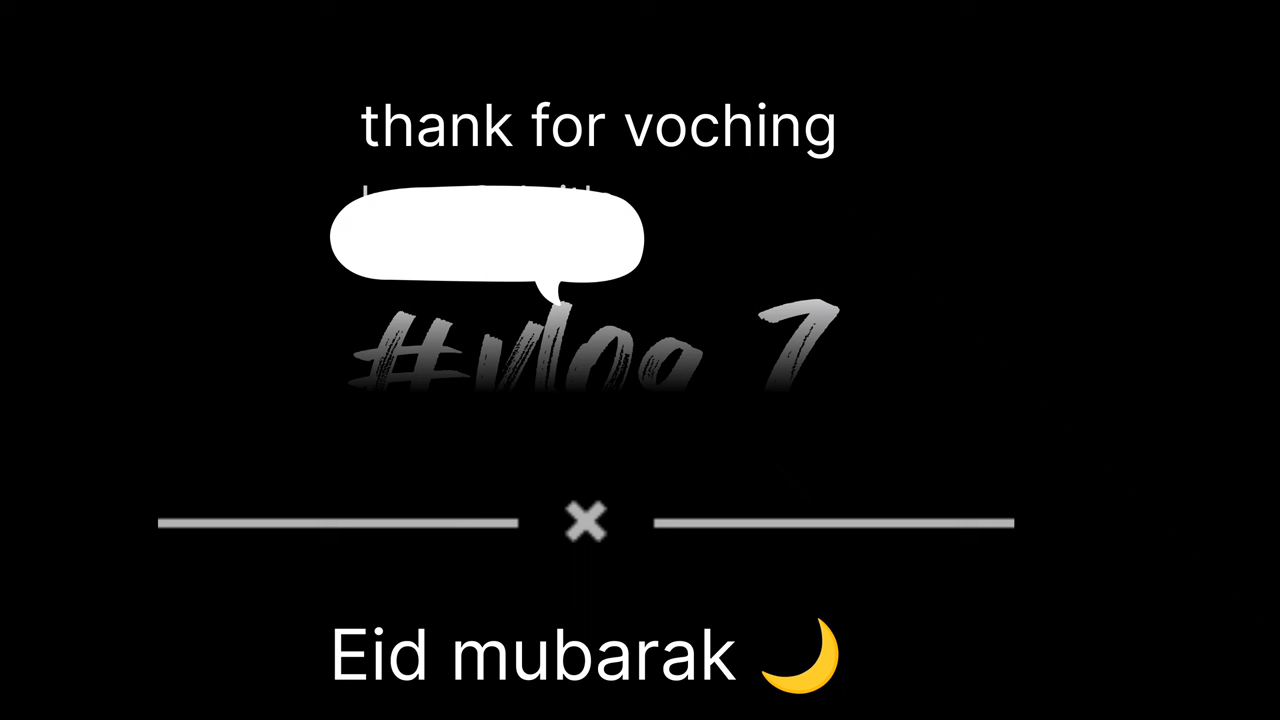 thank for voching
#vlog 7
Eid mubarak 🌙